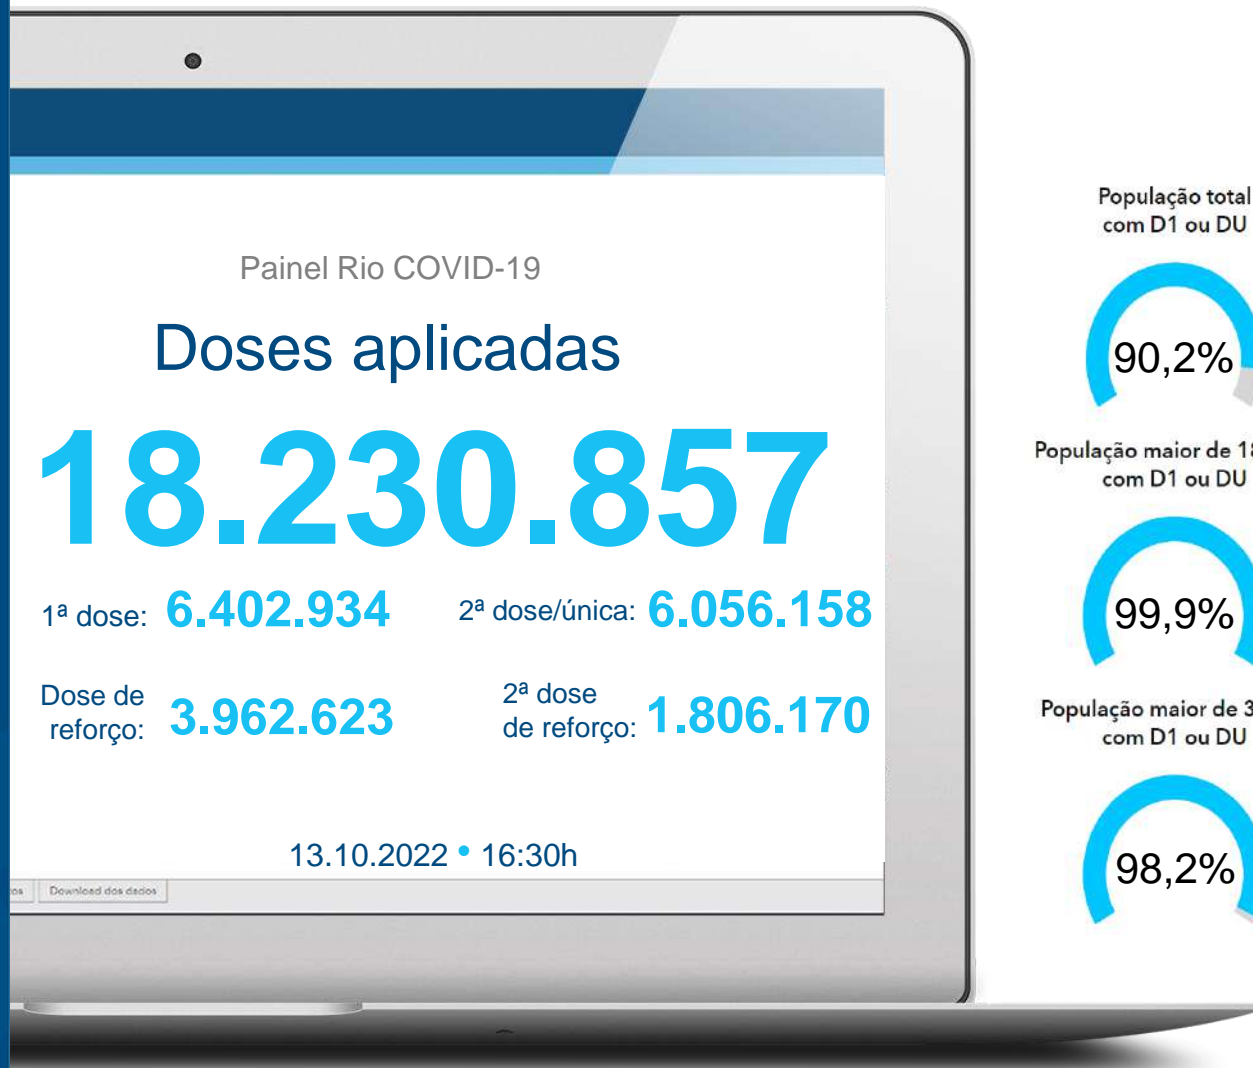 Painel Rio COVID-19
Doses aplicadas
18.230.857
1ª dose: 6.402.934
2ª dose/única: 6.056.158
Dose de
reforço: 3.962.623
2ª dose
de reforço: 1.806.170
13.10.2022 • 16:30h
Download dos dados
População total
com D1 ou DU
90,2%
População maior de 18
com D1 ou DU
99,9%
População maior de 3
com D1 ou DU
98,2%